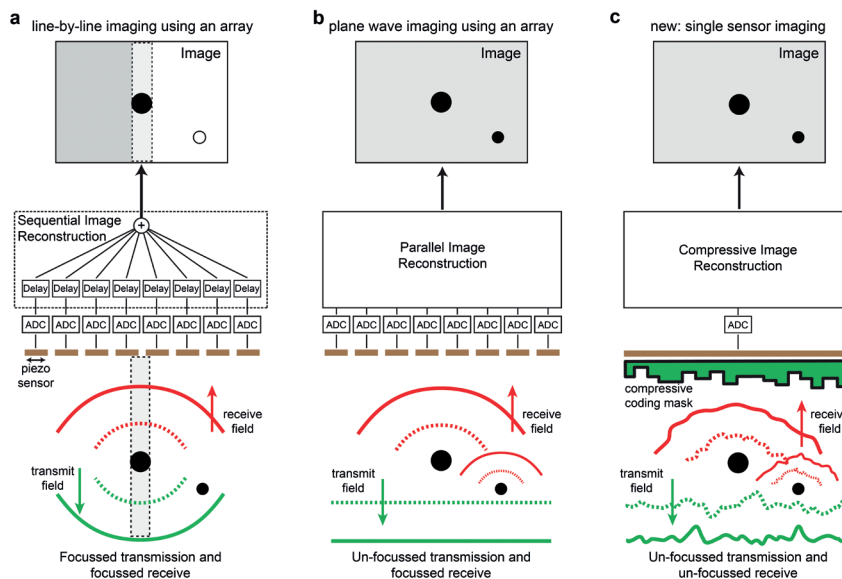 a line-by-line imaging using an array
Image
Sequential Image
Reconstruction
+
Delay Delay Delay Delay Delay Delay Delay Delay
ADC ADC ADC ADC ADC ADC ADC ADC
piezo
sensor
receive
field
transmit
field
Focussed transmission and
focussed receive
b plane wave imaging using an array
Image
Parallel Image
Reconstruction
ADC ADC ADC ADC ADC ADC ADC ADC
receive
field
transmit
field
Un-focussed transmission and
focussed receive
c new: single sensor imaging
Image
Compressive Image
Reconstruction
ADC
compressive
coding mask
receive
field
transmit
field
Un-focussed transmission and
un-focussed receive